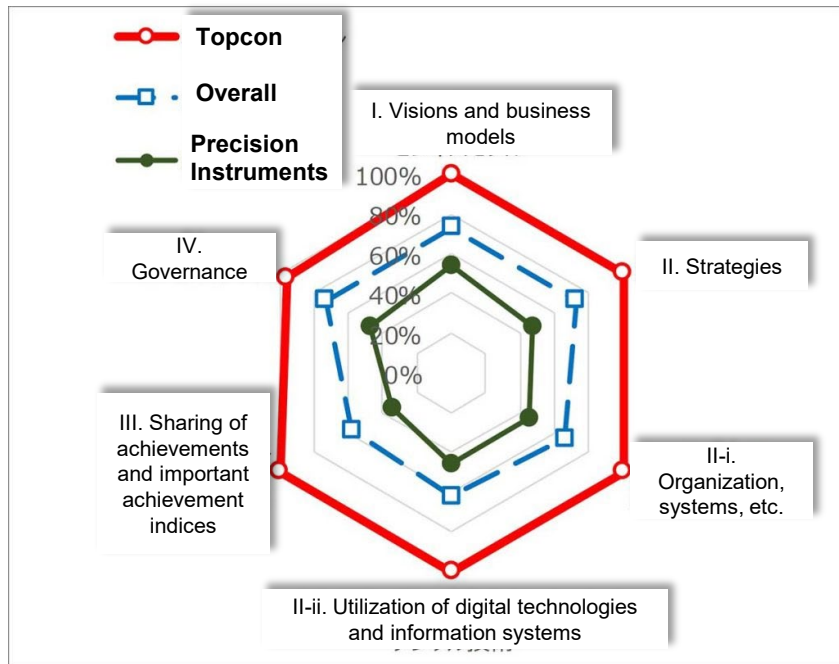 Topcon
Overall
Precision
Instruments
I. Visions and business
models
100%
80%
60%
40%
20%
0%
IV.
Governance
II. Strategies
III. Sharing of
achievements
and important
achievement
indices
II-i.
Organization,
systems, etc.
II-ii. Utilization of digital technologies
and information systems